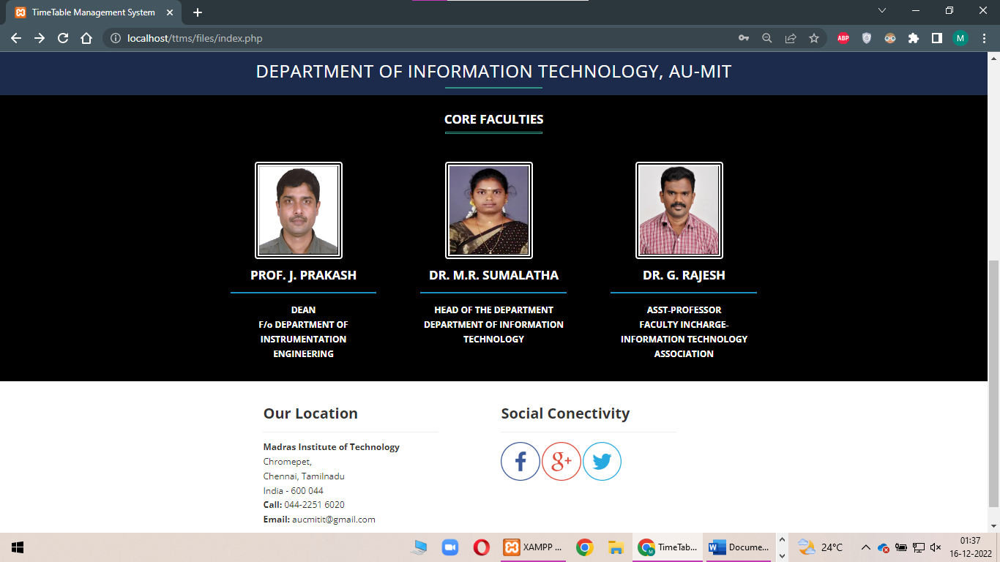 TimeTable Management System
localhost/ttms/files/index.php
ABP
M
DEPARTMENT OF INFORMATION TECHNOLOGY, AU-MIT
CORE FACULTIES
PROF. J. PRAKASH
DEAN
F/o DEPARTMENT OF
INSTRUMENTATION
ENGINEERING
DR. M.R. SUMALATHA
HEAD OF THE DEPARTMENT
DEPARTMENT OF INFORMATION
TECHNOLOGY
DR. G. RAJESH
ASST-PROFESSOR
FACULTY INCHARGE-
INFORMATION TECHNOLOGY
ASSOCIATION
Our Location
Madras Institute of Technology
Chromepet,
Chennai, Tamilnadu
India - 600 044
Call: 044-2251 6020
Email: aucmitit@gmail.com
Social Conectivity
f
g+
XAMPP ...
TimeTab...
Docume...
24°C
01:37
16-12-2022